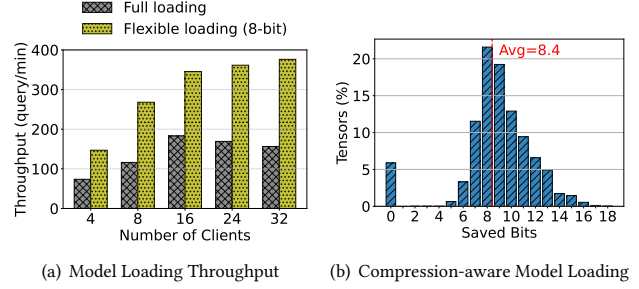 Full loading
Flexible loading (8-bit)
400
300
200
100
0
Throughput (query/min)
4 8 16 24 32
Number of Clients
(a) Model Loading Throughput
Avg=8.4
20
15
10
5
0
Tensors (%)
0 2 4 6 8 10 12 14 16 18
Saved Bits
(b) Compression-aware Model Loading